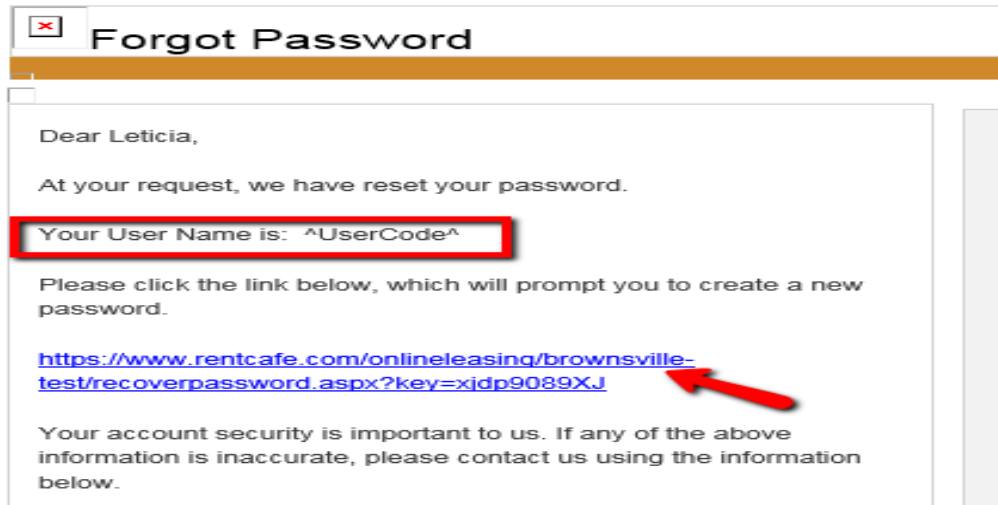 Forgot Password
Dear Leticia,
At your request, we have reset your password.
Your User Name is: ^UserCode^
Please click the link below, which will prompt you to create a new
password.
https://www.rentcafe.com/onlineleasing/brownsville-
test/recoverpassword.aspx?key=xjdp9089XJ
Your account security is important to us. If any of the above
information is inaccurate, please contact us using the information
below.